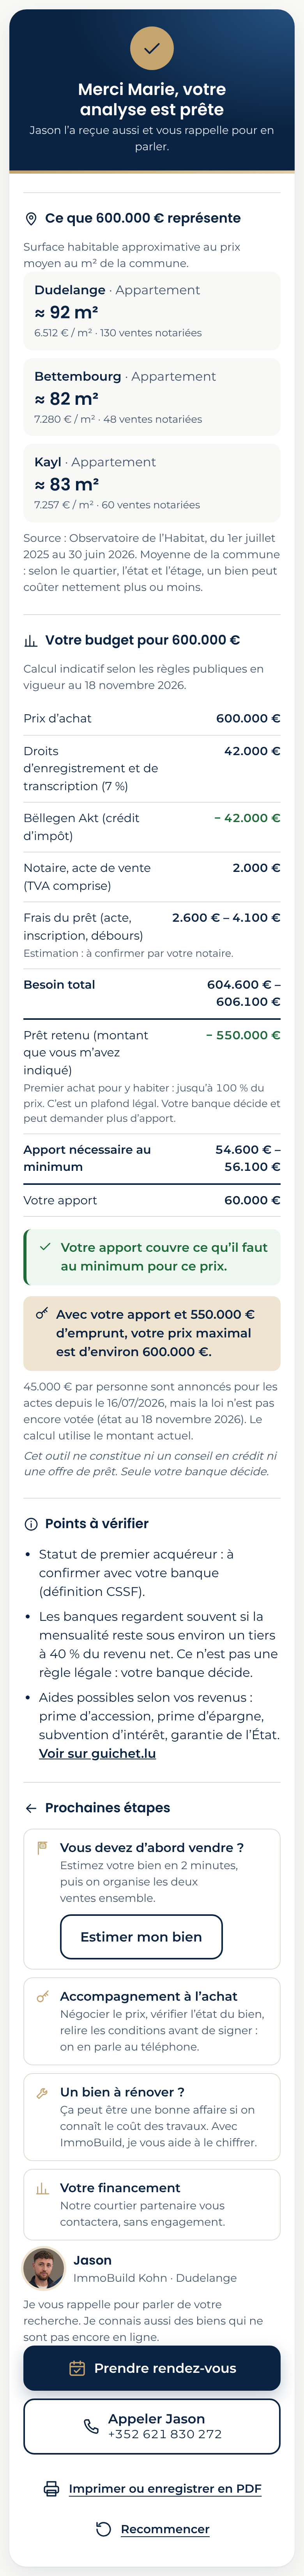 Merci Marie, votre
analyse est prête
Jason l’a reçue aussi et vous rappelle pour en
parler.
Ce que 600.000 € représente
Surface habitable approximative au prix
moyen au m² de la commune.
Dudelange · Appartement
≈ 92 m²
6.512 € / m² · 130 ventes notariées
Bettembourg · Appartement
≈ 82 m²
7.280 € / m² · 48 ventes notariées
Kayl · Appartement
≈ 83 m²
7.257 € / m² · 60 ventes notariées
Source : Observatoire de l’Habitat, du 1er juillet
2025 au 30 juin 2026. Moyenne de la commune
: selon le quartier, l’état et l’étage, un bien peut
coûter nettement plus ou moins.
Votre budget pour 600.000 €
Calcul indicatif selon les règles publiques en
vigueur au 18 novembre 2026.
Prix d’achat 600.000 €
Droits 42.000 €
d’enregistrement et de
transcription (7 %)
Bëllegen Akt (crédit − 42.000 €
d’impôt)
Notaire, acte de vente 2.000 €
(TVA comprise)
Frais du prêt (acte, 2.600 € – 4.100 €
inscription, débours)
Estimation : à confirmer par votre notaire.
Besoin total 604.600 € –
606.100 €
Prêt retenu (montant − 550.000 €
que vous m’avez
indiqué)
Premier achat pour y habiter : jusqu’à 100 % du
prix. C’est un plafond légal. Votre banque décide et
peut demander plus d’apport.
Apport nécessaire au 54.600 € –
minimum 56.100 €
Votre apport 60.000 €
Votre apport couvre ce qu’il faut
au minimum pour ce prix.
Avec votre apport et 550.000 €
d’emprunt, votre prix maximal
est d’environ 600.000 €.
45.000 € par personne sont annoncés pour les
actes depuis le 16/07/2026, mais la loi n’est pas
encore votée (état au 18 novembre 2026). Le
calcul utilise le montant actuel.
Cet outil ne constitue ni un conseil en crédit ni
une offre de prêt. Seule votre banque décide.
Points à vérifier
• Statut de premier acquéreur : à
confirmer avec votre banque
(définition CSSF).
• Les banques regardent souvent si la
mensualité reste sous environ un tiers
à 40 % du revenu net. Ce n’est pas une
règle légale : votre banque décide.
• Aides possibles selon vos revenus :
prime d’accession, prime d’épargne,
subvention d’intérêt, garantie de l’État.
Voir sur guichet.lu
Prochaines étapes
Vous devez d’abord vendre ?
Estimez votre bien en 2 minutes,
puis on organise les deux
ventes ensemble.
Estimer mon bien
Accompagnement à l’achat
Négocier le prix, vérifier l’état du bien,
relire les conditions avant de signer :
on en parle au téléphone.
Un bien à rénover ?
Ça peut être une bonne affaire si on
connaît le coût des travaux. Avec
ImmoBuild, je vous aide à le chiffrer.
Votre financement
Notre courtier partenaire vous
contactera, sans engagement.
Jason
ImmoBuild Kohn · Dudelange
Je vous rappelle pour parler de votre
recherche. Je connais aussi des biens qui ne
sont pas encore en ligne.
Prendre rendez-vous
Appeler Jason
+352 621 830 272
Imprimer ou enregistrer en PDF
Recommencer